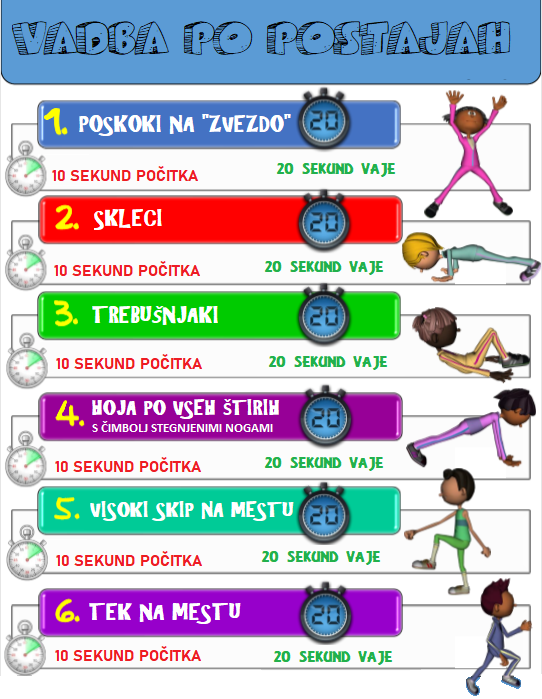 VADBA PO POSTAJAH
1. POSKOKI NA "ZVEZDO" 20
10 SEKUND POČITKA 20 SEKUND VAJE
2. SKLECI 20
10 SEKUND POČITKA 20 SEKUND VAJE
3. TREBUŠNJAKI 20
10 SEKUND POČITKA 20 SEKUND VAJE
4. HOJA PO VSEH ŠTIRIH 20
S ČIMBOLJ STEGNJENIMI NOGAMI
10 SEKUND POČITKA 20 SEKUND VAJE
5. VISOKI SKIP NA MESTU 20
10 SEKUND POČITKA 20 SEKUND VAJE
6. TEK NA MESTU 20
10 SEKUND POČITKA 20 SEKUND VAJE